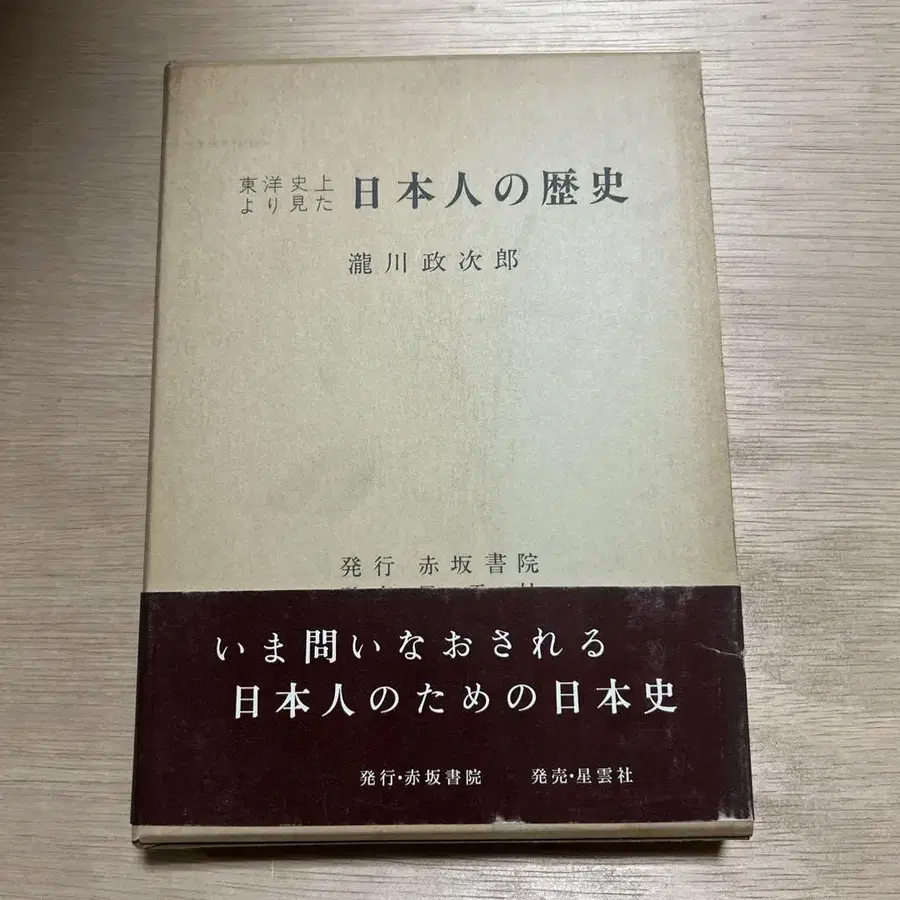 東洋史上
より見た
日本人の歴史
瀧川政次郎
発行 赤坂書院
いま問いなおされる
日本人のための日本史
発行・赤坂書院 発売・星雲社